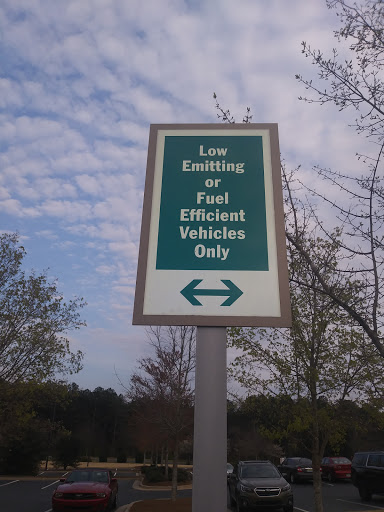 Low
Emitting
or
Fuel
Efficient
Vehicles
Only